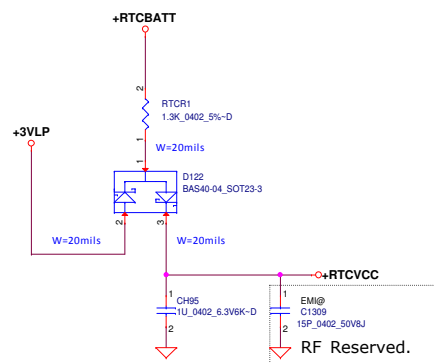 +RTCBATT
2
RTCR1
1.3K_0402_5%~D
+3VLP
1
W=20mils
1
D122
BAS40-04_SOT23-3
2
3
W=20mils
W=20mils
+RTCVCC
1
CH95
1U_0402_6.3V6K~D
2
1
EMI@
C1309
15P_0402_50V8J
2
RF Reserved.